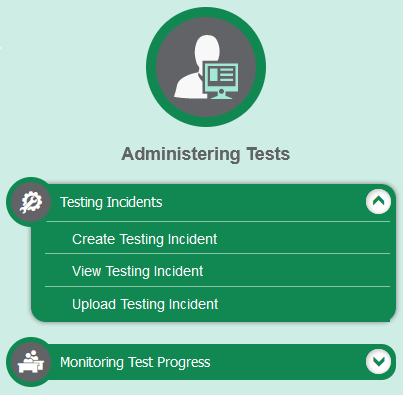 Administering Tests
Testing Incidents
Create Testing Incident
View Testing Incident
Upload Testing Incident
Monitoring Test Progress